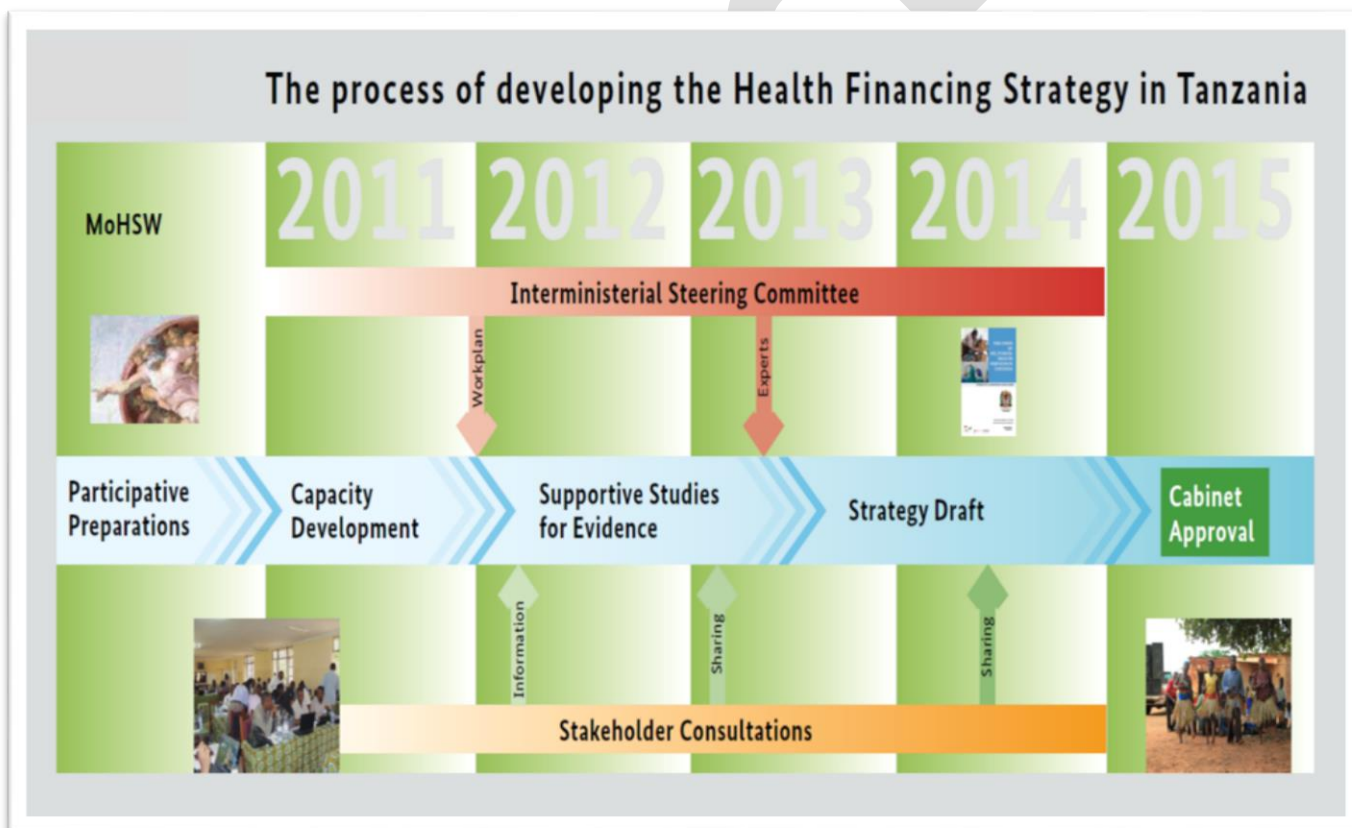 The process of developing the Health Financing Strategy in Tanzania
MoHSW
2011
2012
2013
2014
2015
Interministerial Steering Committee
Workplan
Experts
Participative
Preparations
Capacity
Development
Supportive Studies
for Evidence
Strategy Draft
Cabinet
Approval
Information
Sharing
Sharing
Stakeholder Consultations